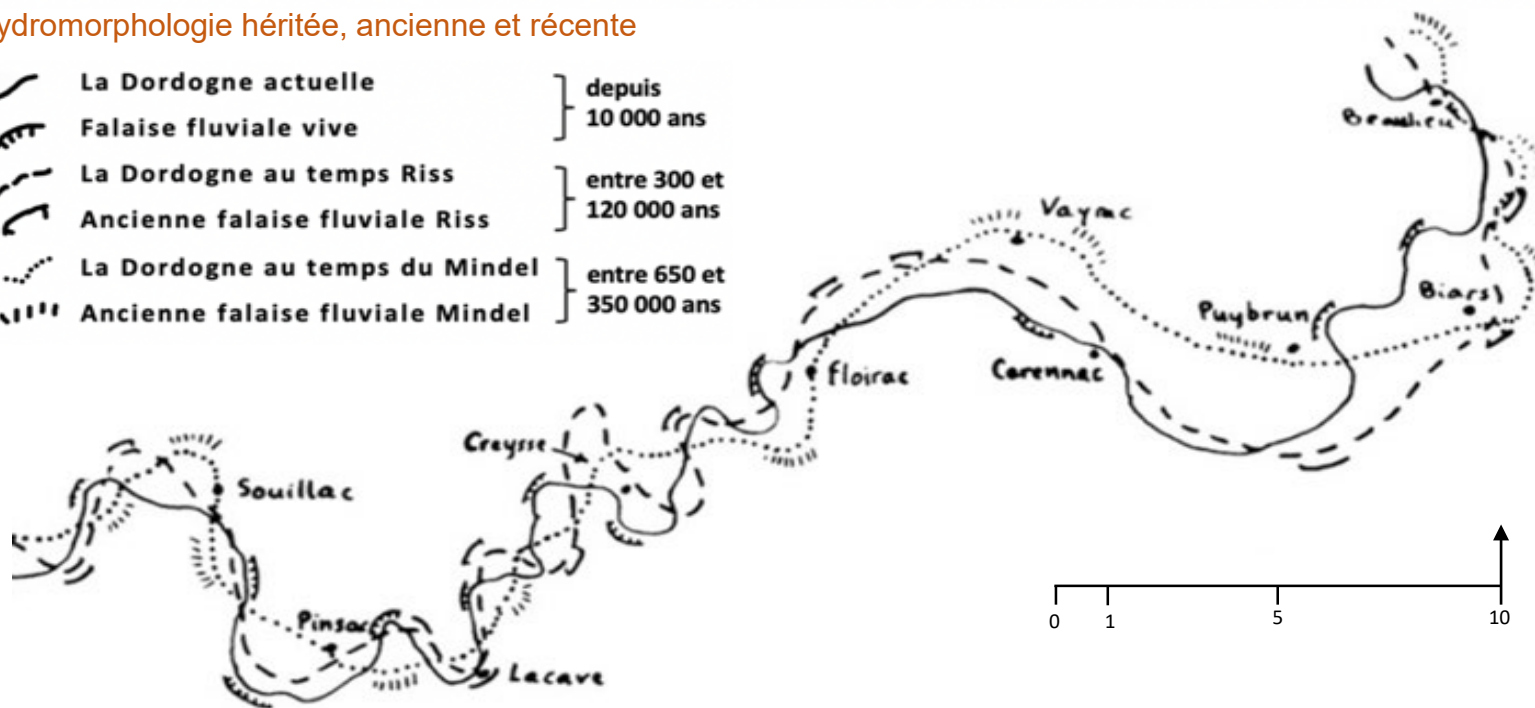 ydromorphologie héritée, ancienne et récente
La Dordogne actuelle
Falaise fluviale vive
depuis
10 000 ans
La Dordogne au temps Riss
Ancienne falaise fluviale Riss
entre 300 et
120 000 ans
La Dordogne au temps du Mindel
Ancienne falaise fluviale Mindel
entre 650 et
350 000 ans
Beaulieu
Vayrac
Biars
Puybrun
Floirac
Carennac
Creysse
Souillac
Pinsac
Lacave
0 1 5 10